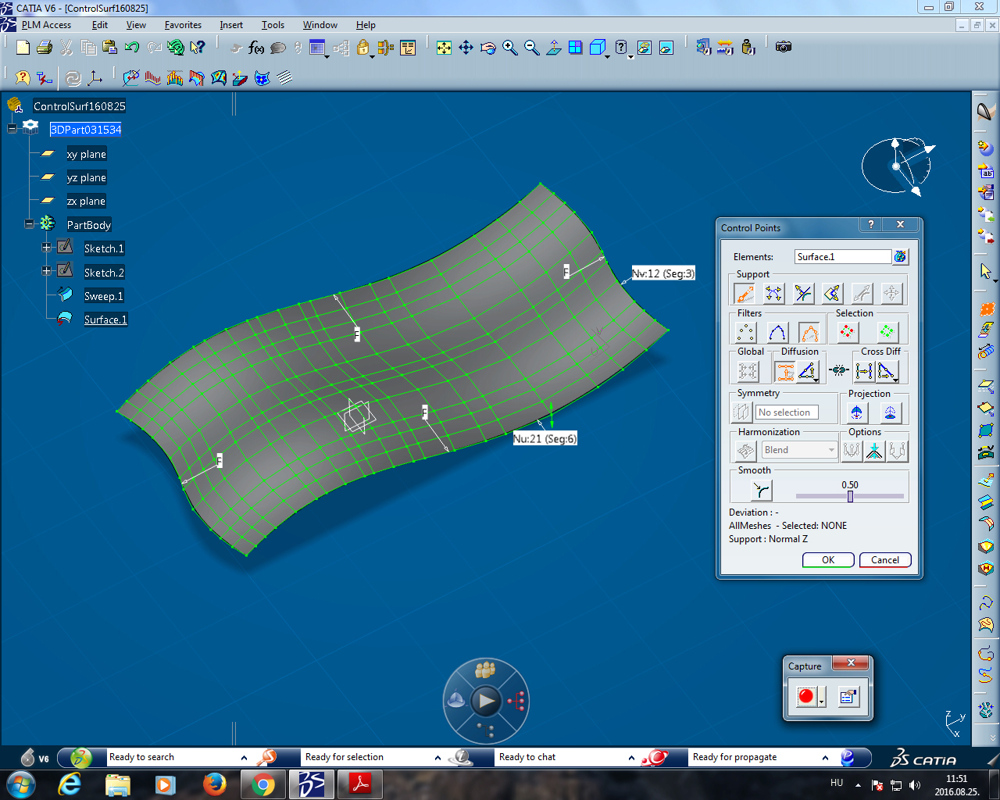 CATIA V6 - [ControlSurf160825]
PLM Access Edit View Favorites Insert Tools Window Help
ControlSurf160825
3DPart031534
xy plane
yz plane
zx plane
PartBody
Sketch.1
Sketch.2
Sweep.1
Surface.1
F
Nv:12 (Seg:3)
F
F
Nu:21 (Seg:6)
F
Control Points
Elements: Surface.1
Support
Filters Selection
Global Diffusion Cross Diff
Symmetry Projection
No selection
Harmonization Options
Blend
Smooth
0.50
Deviation : -
AllMeshes - Selected: NONE
Support : Normal Z
OK Cancel
Capture
z
y
x
V6 Ready to search Ready for selection Ready to chat Ready for propagate CATIA
HU
11:51
2016.08.25.